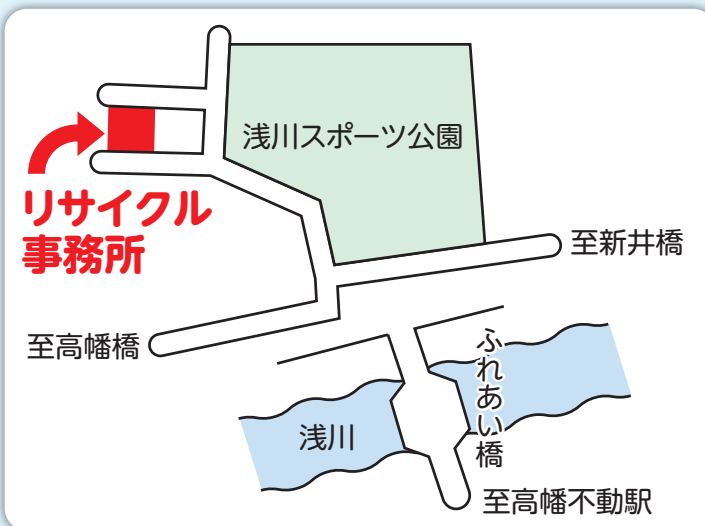 浅川スポーツ公園
リサイクル
事務所
至新井橋
至高幡橋
ふれあい橋
浅川
至高幡不動駅